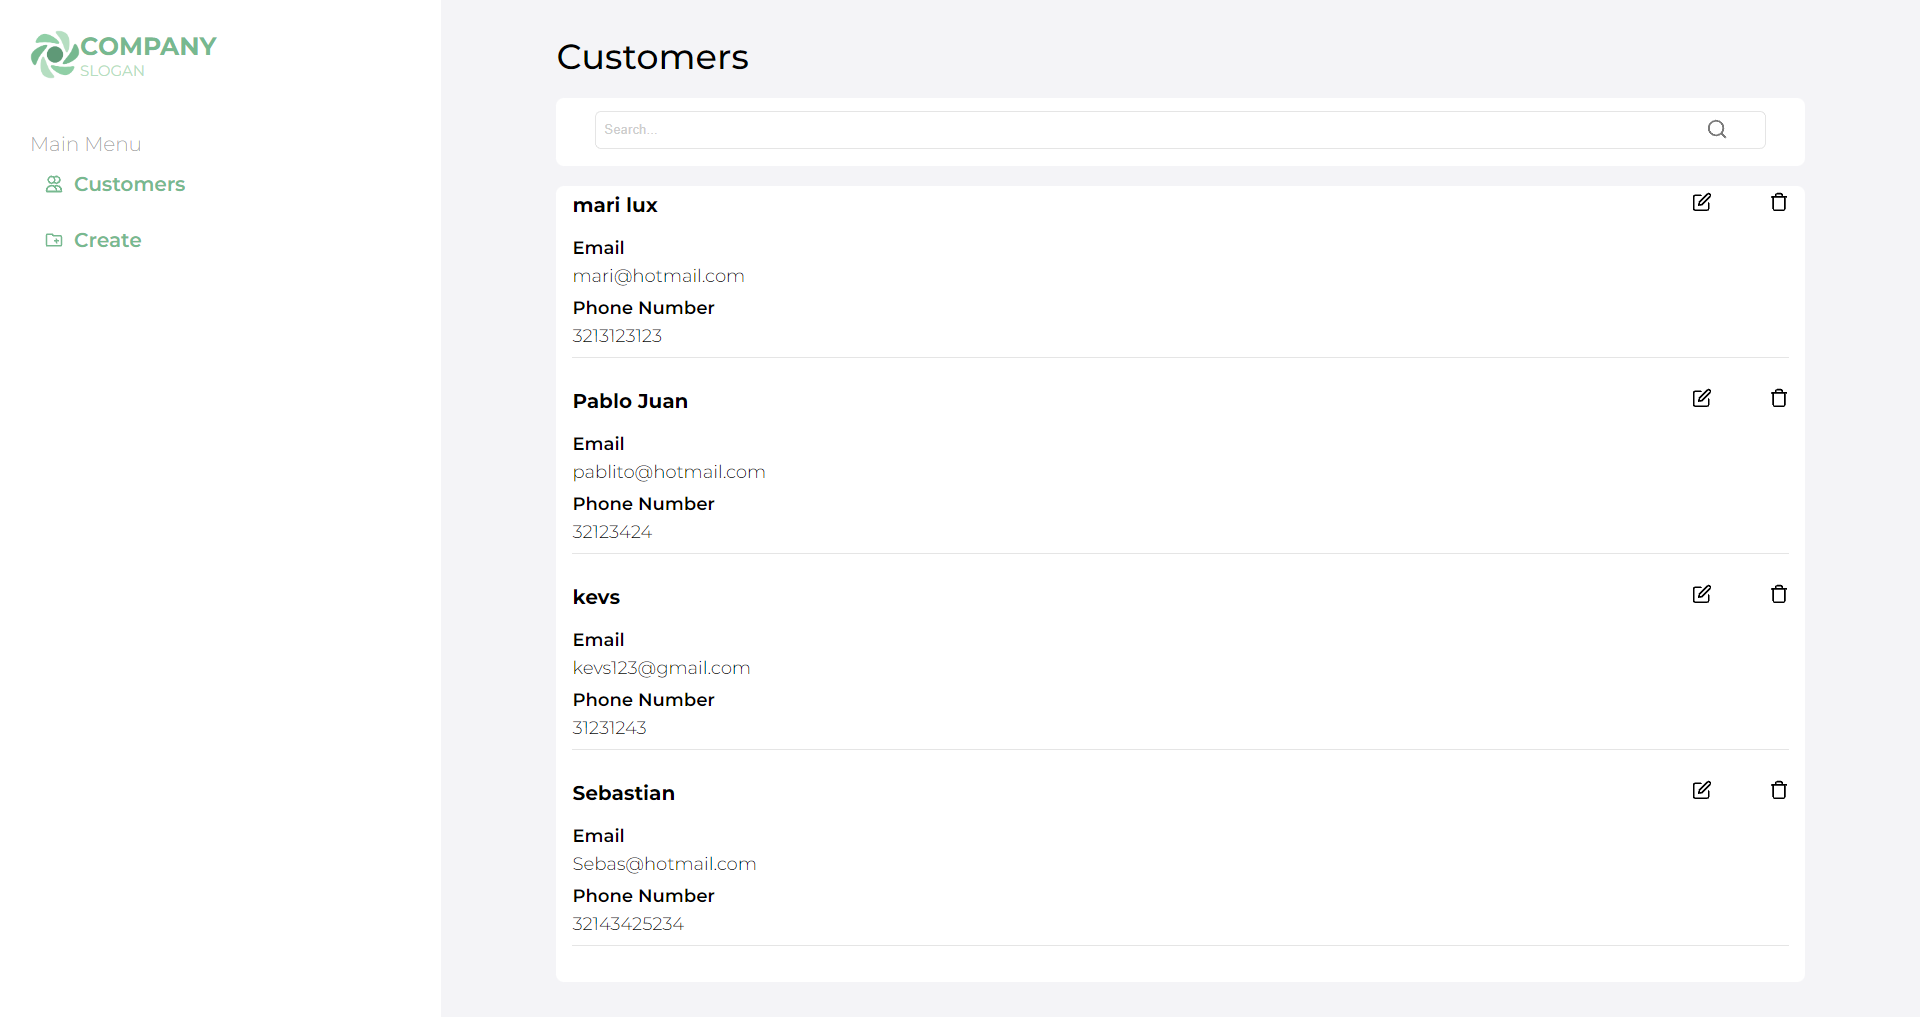 COMPANY
SLOGAN
Main Menu
Customers
Create
Customers
Search...
mari lux
Email
mari@hotmail.com
Phone Number
3213123123
Pablo Juan
Email
pablito@hotmail.com
Phone Number
32123424
kevs
Email
kevs123@gmail.com
Phone Number
31231243
Sebastian
Email
Sebas@hotmail.com
Phone Number
32143425234